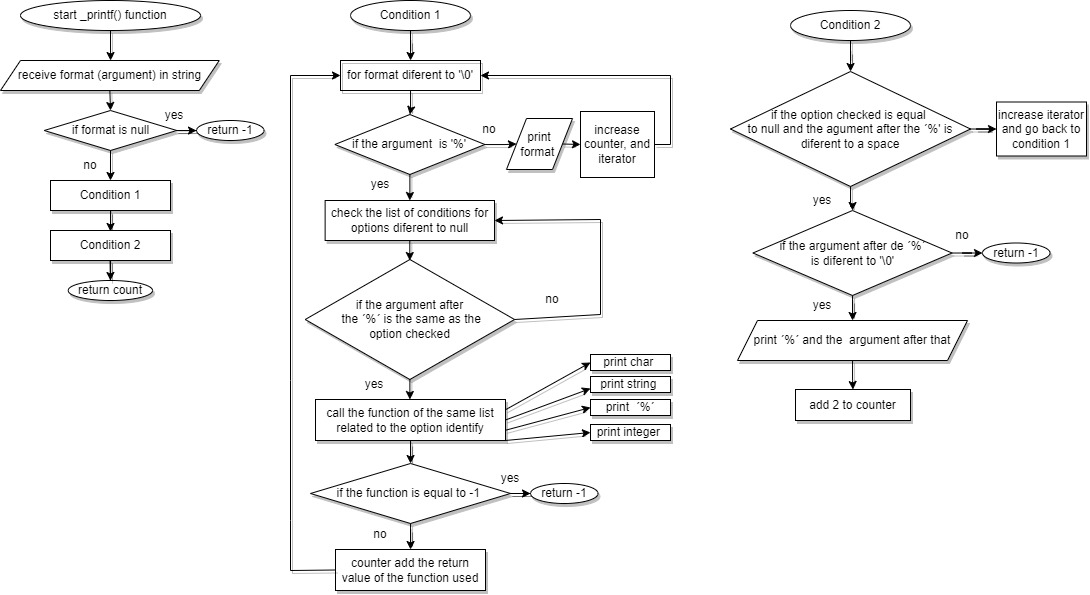 start _printf() function
receive format (argument) in string
if format is null
yes
return -1
no
Condition 1
Condition 2
return count
Condition 1
for format diferent to '\0'
if the argument  is '%'
no
print
format
increase
counter, and
iterator
yes
check the list of conditions for
options diferent to null
if the argument after
the ´%´ is the same as the
option checked
no
yes
call the function of the same list
related to the option identify
print char
print string
print  ´%´
print integer
if the function is equal to -1
yes
return -1
no
counter add the return
value of the function used
Condition 2
if the option checked is equal
to null and the agument after the ´%' is
diferent to a space
increase iterator
and go back to
condition 1
yes
if the argument after de ´%
is diferent to '\0'
no
return -1
yes
print ´%´ and the  argument after that
add 2 to counter